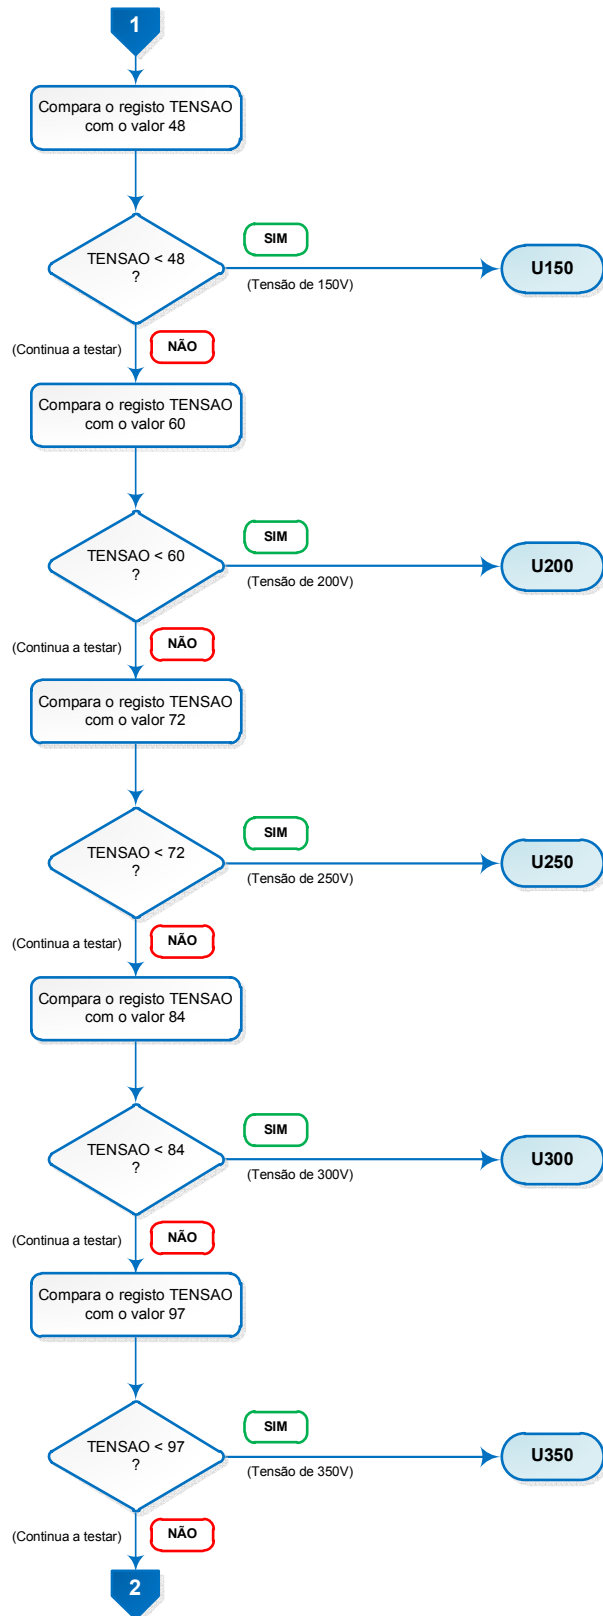 1
Compara o registo TENSAO
com o valor 48
TENSAO < 48
?
SIM
(Tensão de 150V)
U150
(Continua a testar)
NÃO
Compara o registo TENSAO
com o valor 60
TENSAO < 60
?
SIM
(Tensão de 200V)
U200
(Continua a testar)
NÃO
Compara o registo TENSAO
com o valor 72
TENSAO < 72
?
SIM
(Tensão de 250V)
U250
(Continua a testar)
NÃO
Compara o registo TENSAO
com o valor 84
TENSAO < 84
?
SIM
(Tensão de 300V)
U300
(Continua a testar)
NÃO
Compara o registo TENSAO
com o valor 97
TENSAO < 97
?
SIM
(Tensão de 350V)
U350
(Continua a testar)
NÃO
2